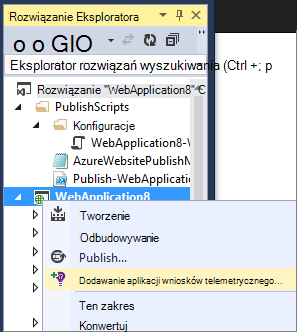 Rozwiązanie Eksploratora
o o GIO
Eksplorator rozwiązań wyszukiwania (Ctrl +; p
Rozwiązanie "WebApplication8" C
PublishScripts
Konfiguracje
WebApplication8-W
AzureWebsitePublishM
Publish-WebApplication
WebApplication8
Tworzenie
Odbudowywanie
Publish...
Dodawanie aplikacji wniosków telemetrycznego...
Ten zakres
Konwertuj